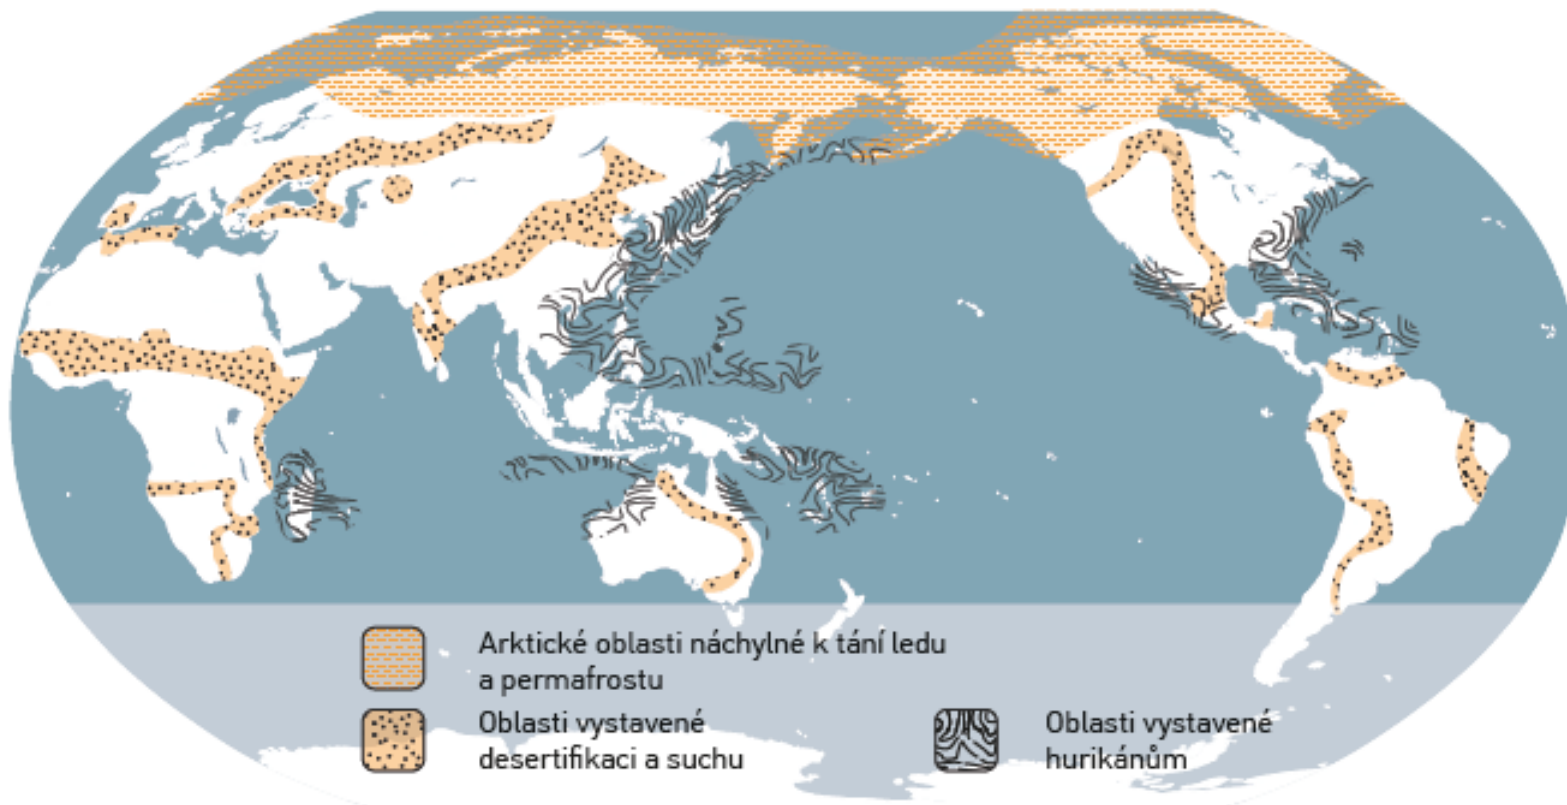 Arktické oblasti náchylné k tání ledu
a permafrostu
Oblasti vystavené
desertifikaci a suchu
Oblasti vystavené
hurikánům